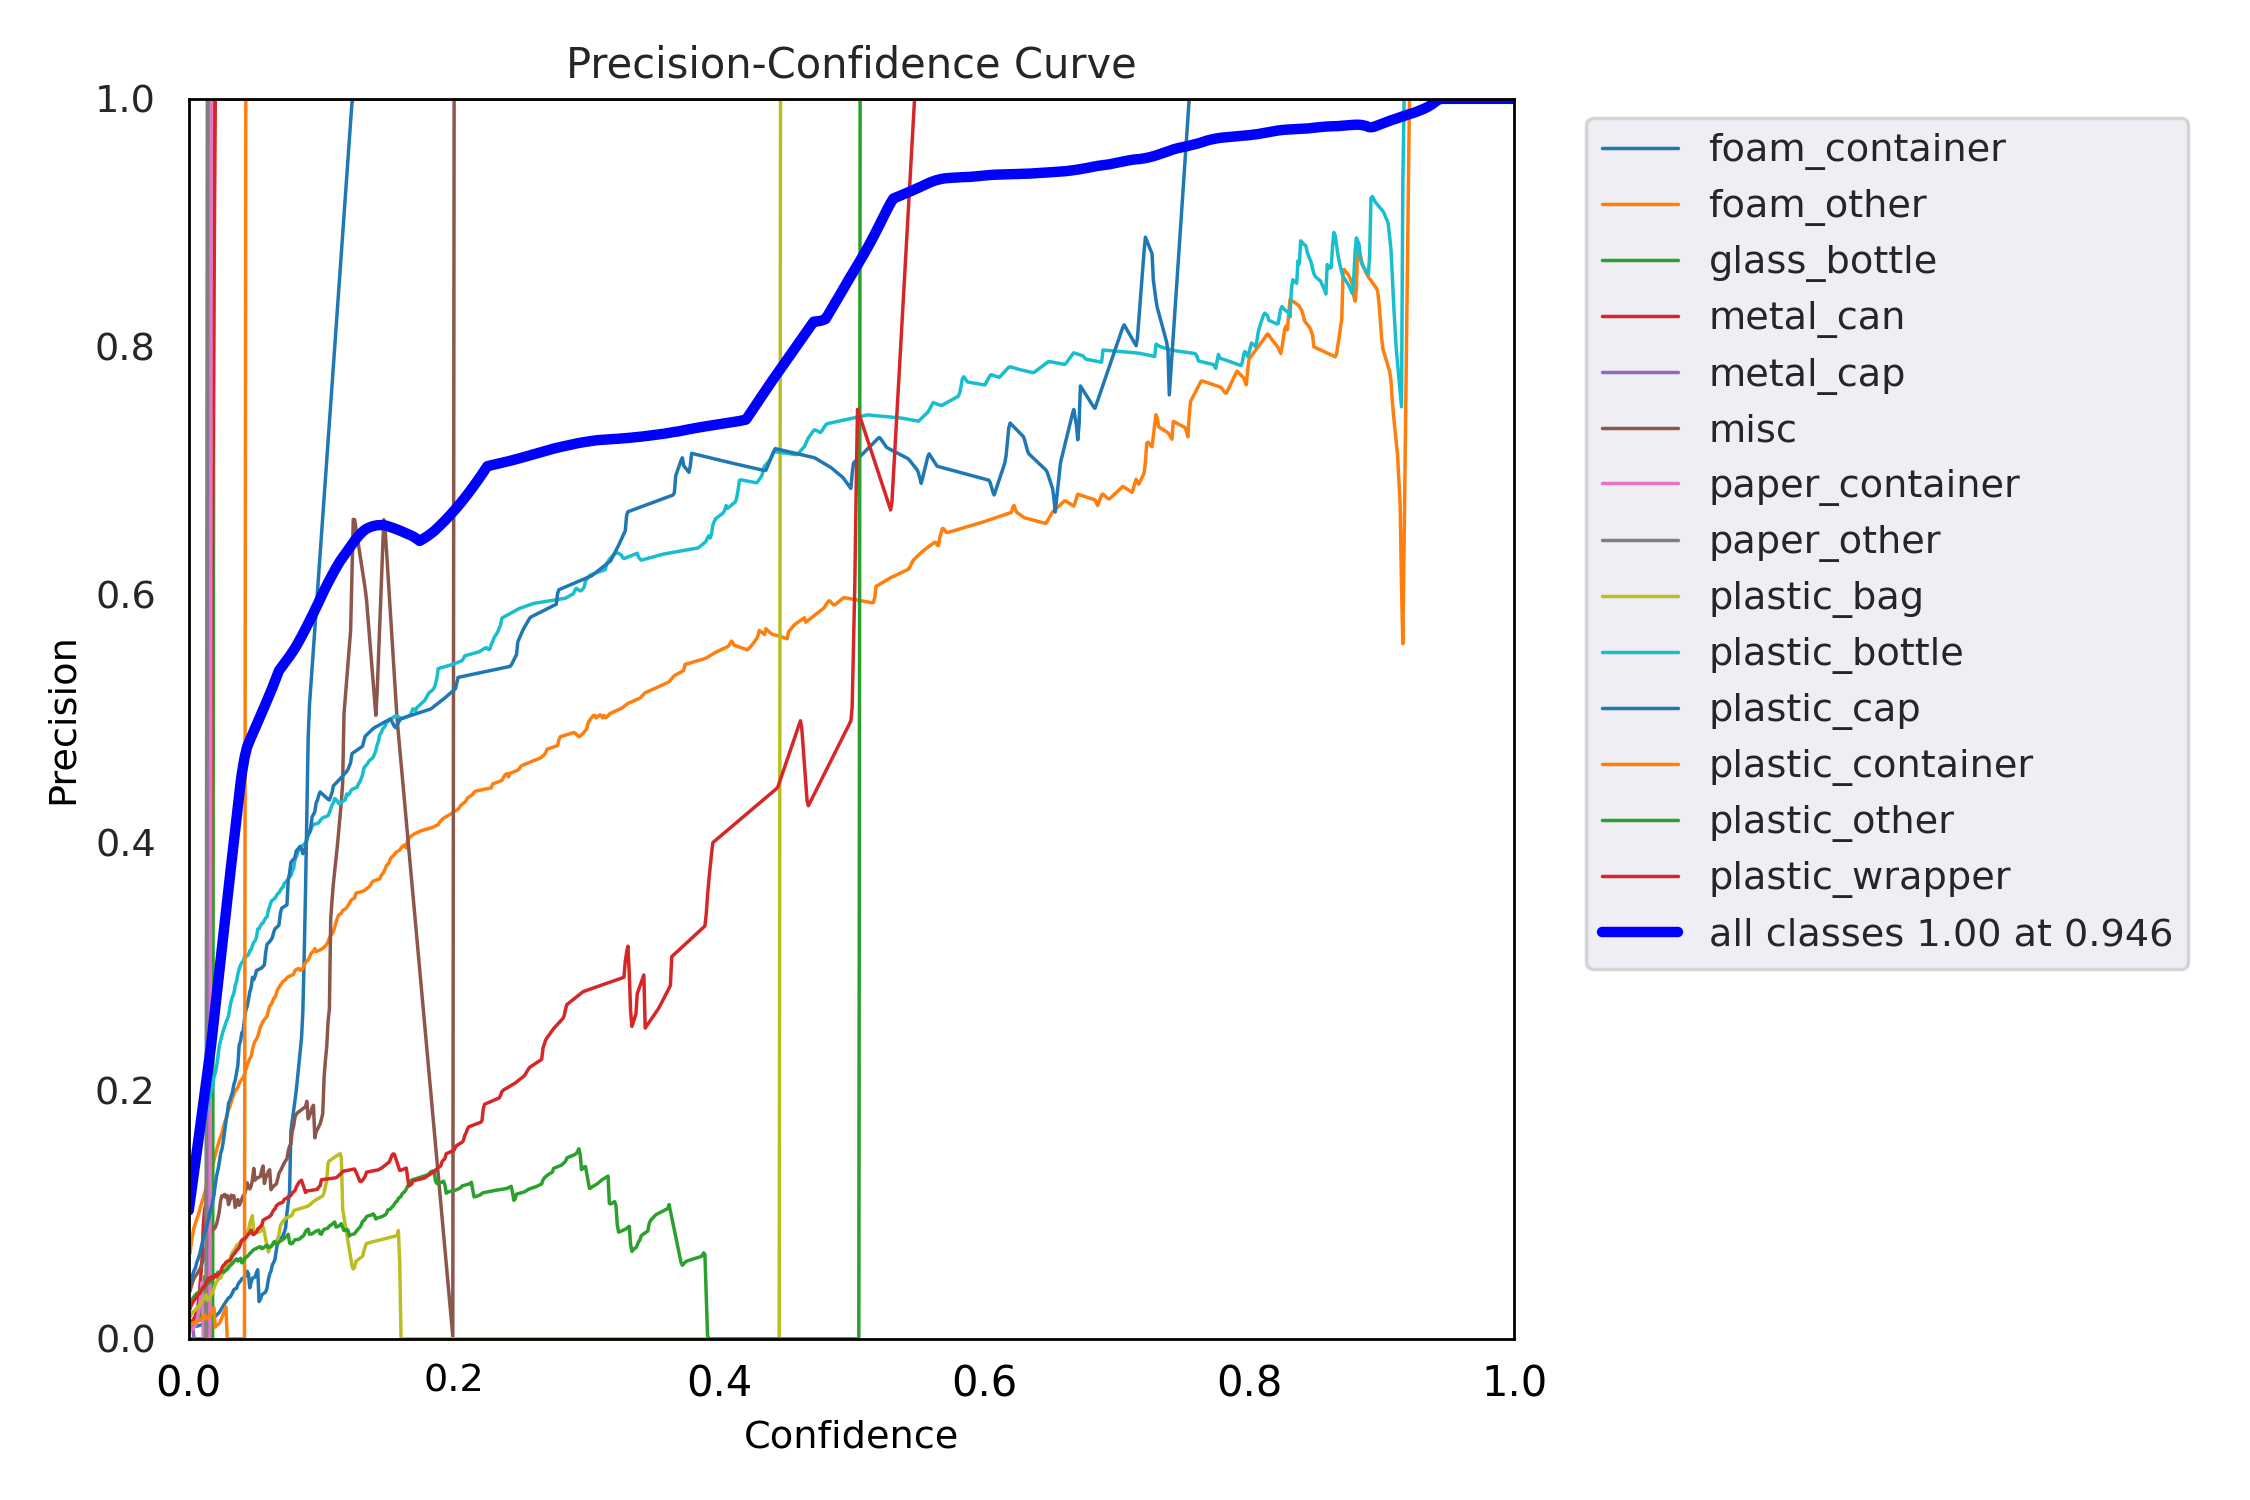 Precision-Confidence Curve
1.0
0.8
0.6
0.4
0.2
0.0
Precision
0.0 0.2 0.4 0.6 0.8 1.0
Confidence
foam_container
foam_other
glass_bottle
metal_can
metal_cap
misc
paper_container
paper_other
plastic_bag
plastic_bottle
plastic_cap
plastic_container
plastic_other
plastic_wrapper
all classes 1.00 at 0.946